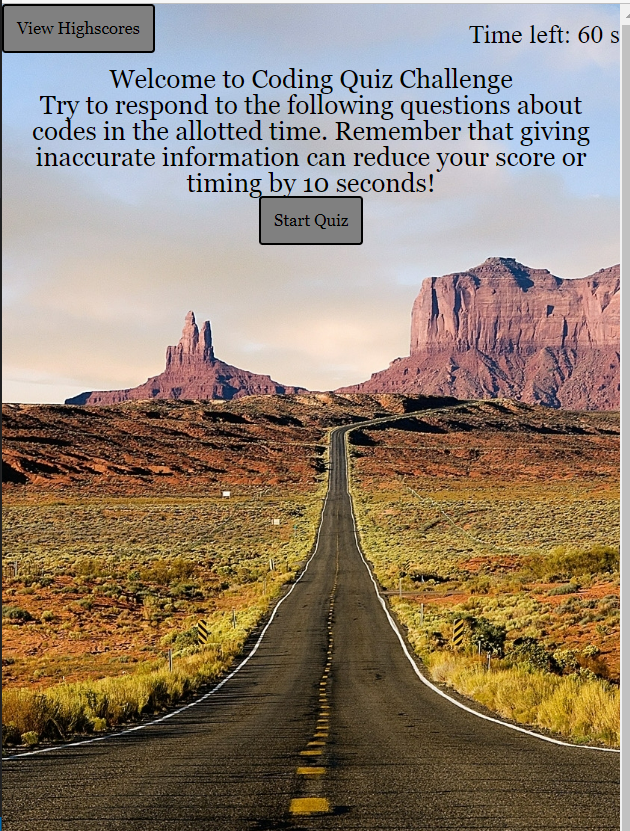 View Highscores
Time left: 60 s
Welcome to Coding Quiz Challenge
Try to respond to the following questions about
codes in the allotted time. Remember that giving
inaccurate information can reduce your score or
timing by 10 seconds!
Start Quiz